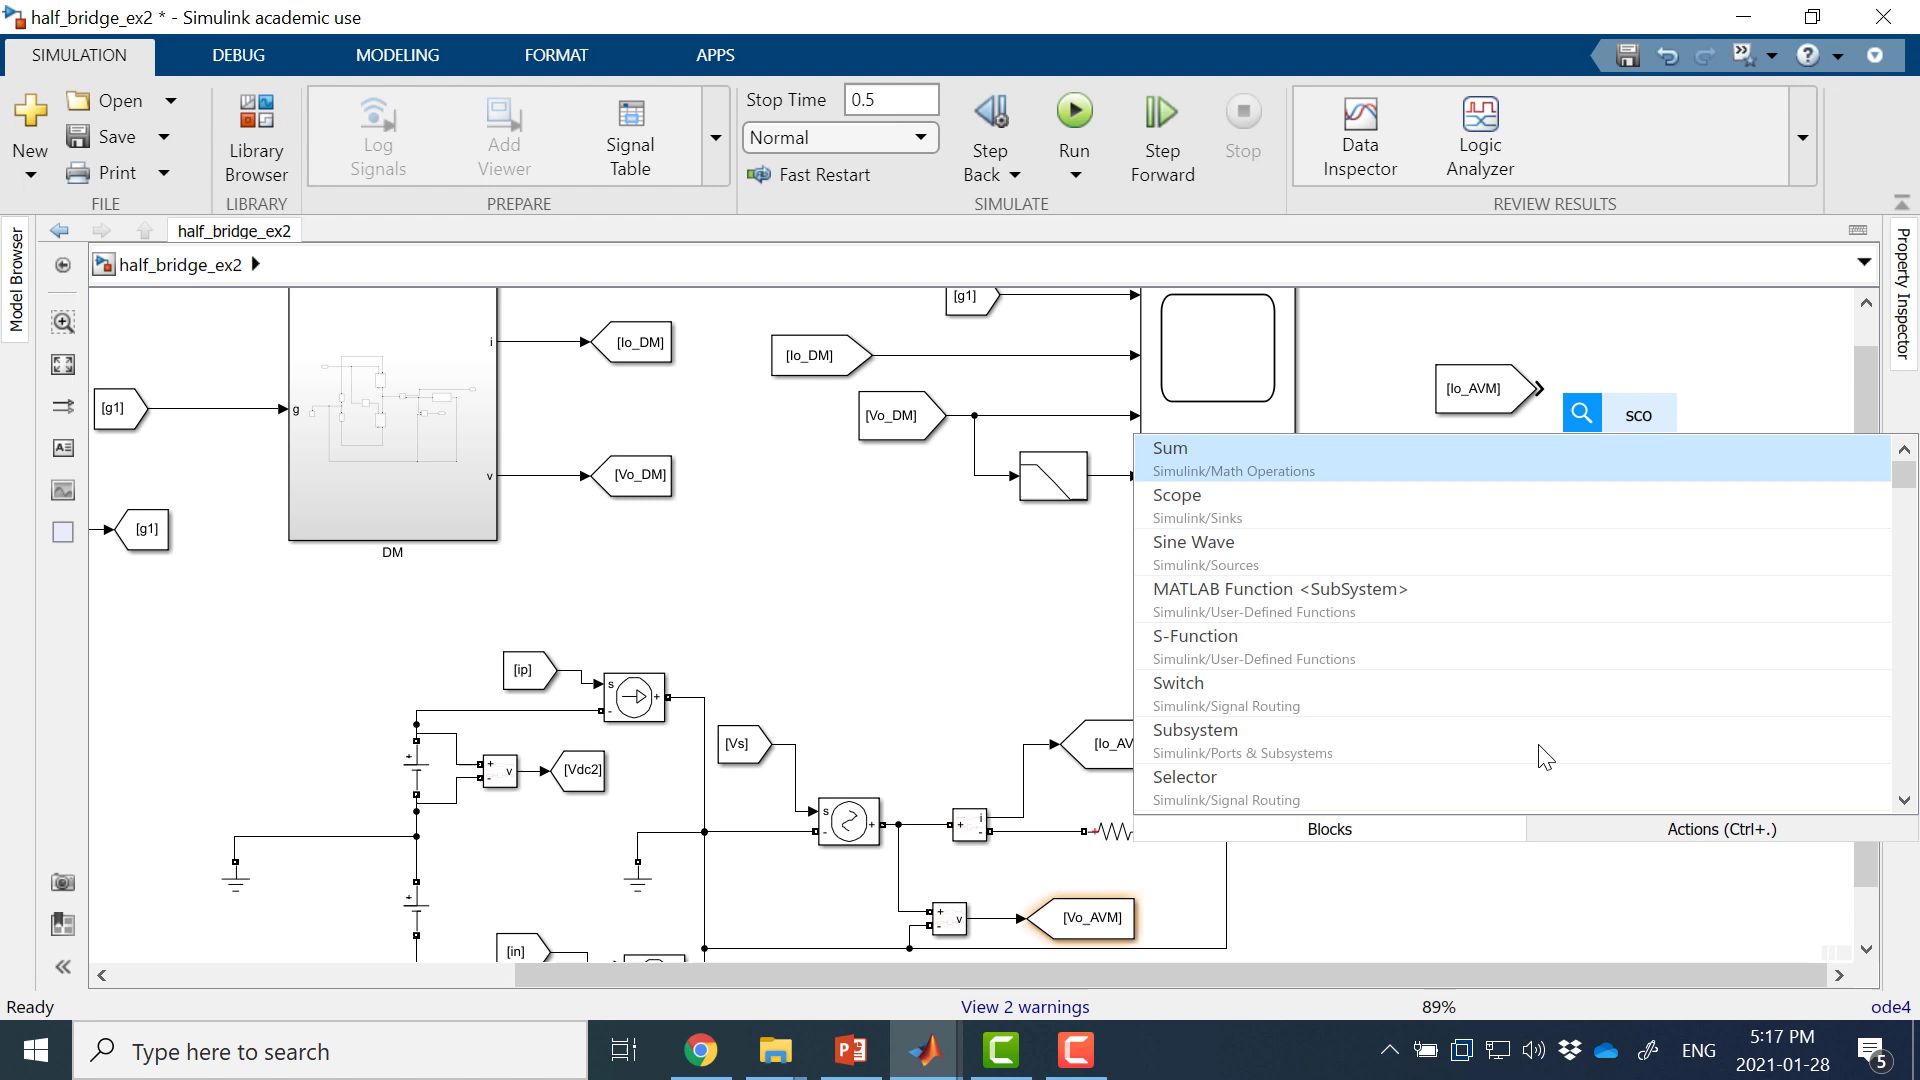 half_bridge_ex2 * - Simulink academic use
SIMULATION
DEBUG
MODELING
FORMAT
APPS
New
Open
Save
Print
FILE
Library
Browser
LIBRARY
Log
Signals
Add
Viewer
Signal
Table
PREPARE
Stop Time
0.5
Normal
Fast Restart
Step
Back
Run
Step
Forward
Stop
SIMULATE
Data
Inspector
Logic
Analyzer
REVIEW RESULTS
Model Browser
half_bridge_ex2
half_bridge_ex2
Property Inspector
[g1]
[Io_DM]
[Vo_DM]
[g1]
g
i
v
[Io_DM]
[Vo_DM]
[g1]
DM
[Io_AVM]
sco
Sum
Simulink/Math Operations
Scope
Simulink/Sinks
Sine Wave
Simulink/Sources
MATLAB Function <SubSystem>
Simulink/User-Defined Functions
S-Function
Simulink/User-Defined Functions
Switch
Simulink/Signal Routing
Subsystem
Simulink/Ports & Subsystems
Selector
Simulink/Signal Routing
Blocks
Actions (Ctrl+.)
[ip]
s
+
-
[Vs]
[Io_AV
+
-
v
[Vdc2]
s
+
-
+
i
-
+
-
v
[Vo_AVM]
[in]
Ready
View 2 warnings
89%
ode4
Type here to search
ENG
5:17 PM
2021-01-28
5